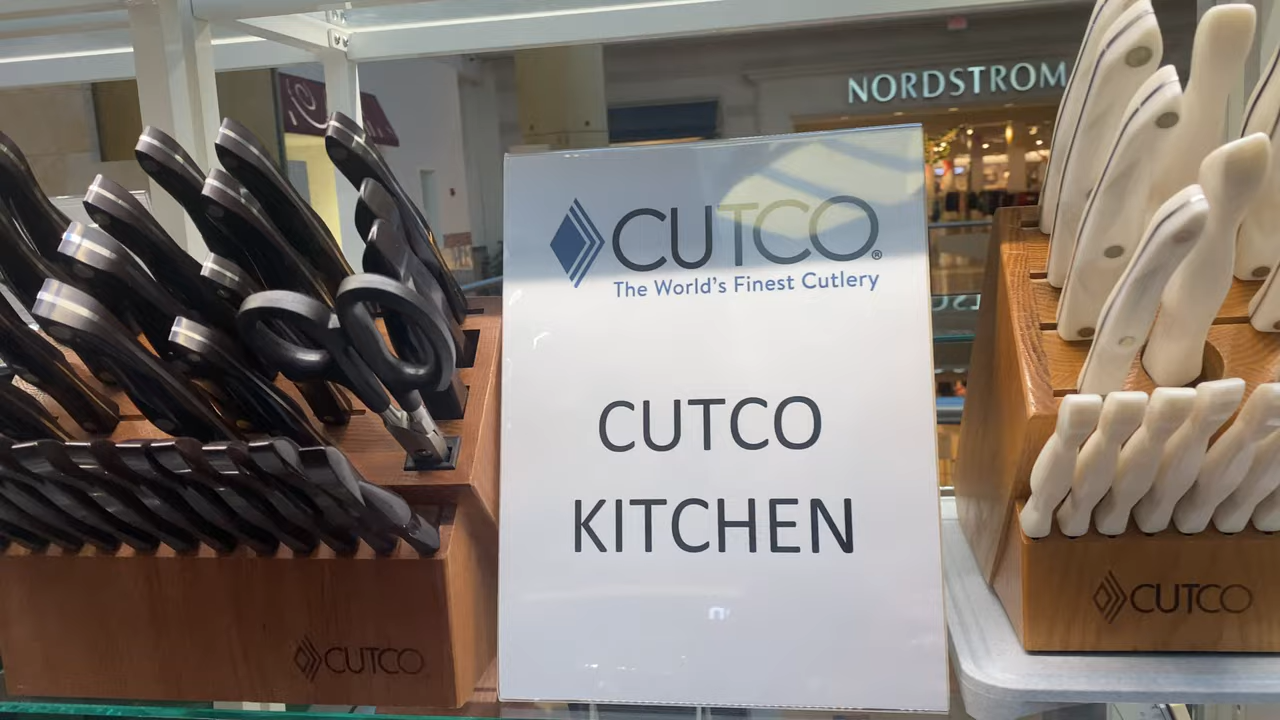 NORDSTROM
CUTCO®
The World's Finest Cutlery
CUTCO
KITCHEN
CUTCO
CUTCO